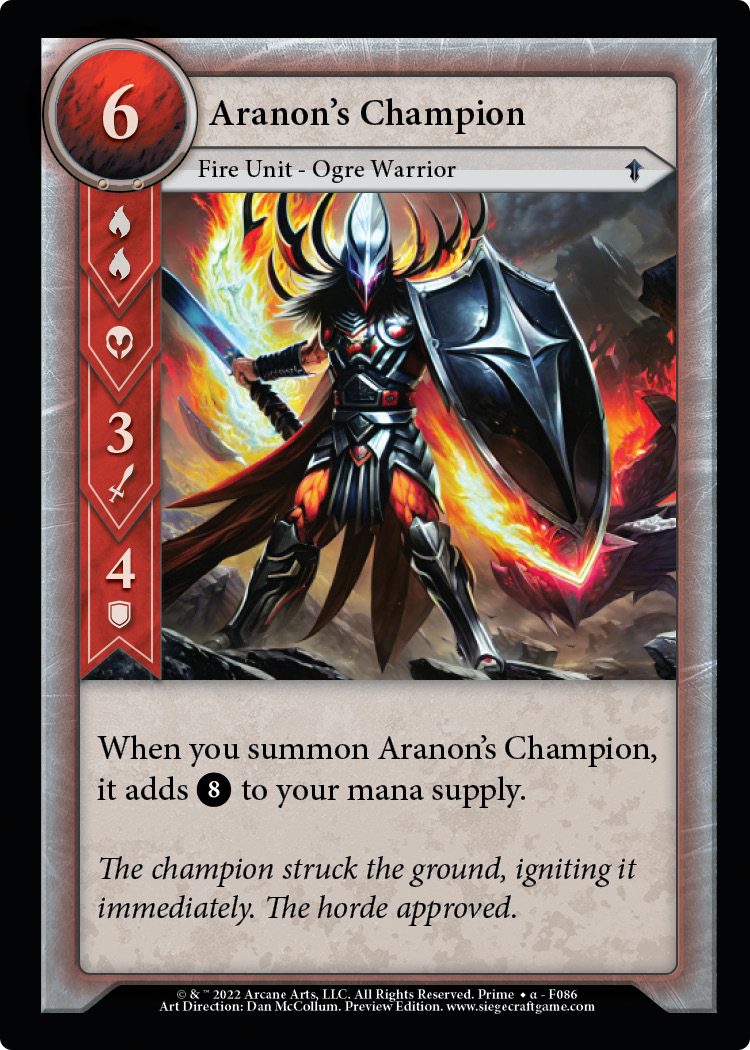 6
Aranon's Champion
Fire Unit - Ogre Warrior
3
4
When you summon Aranon's Champion,
it adds 8 to your mana supply.
The champion struck the ground, igniting it
immediately. The horde approved.
© & ™ 2022 Arcane Arts, LLC. All Rights Reserved. Prime ⬥ α - F086
Art Direction: Dan McCollum. Preview Edition. www.siegecraftgame.com